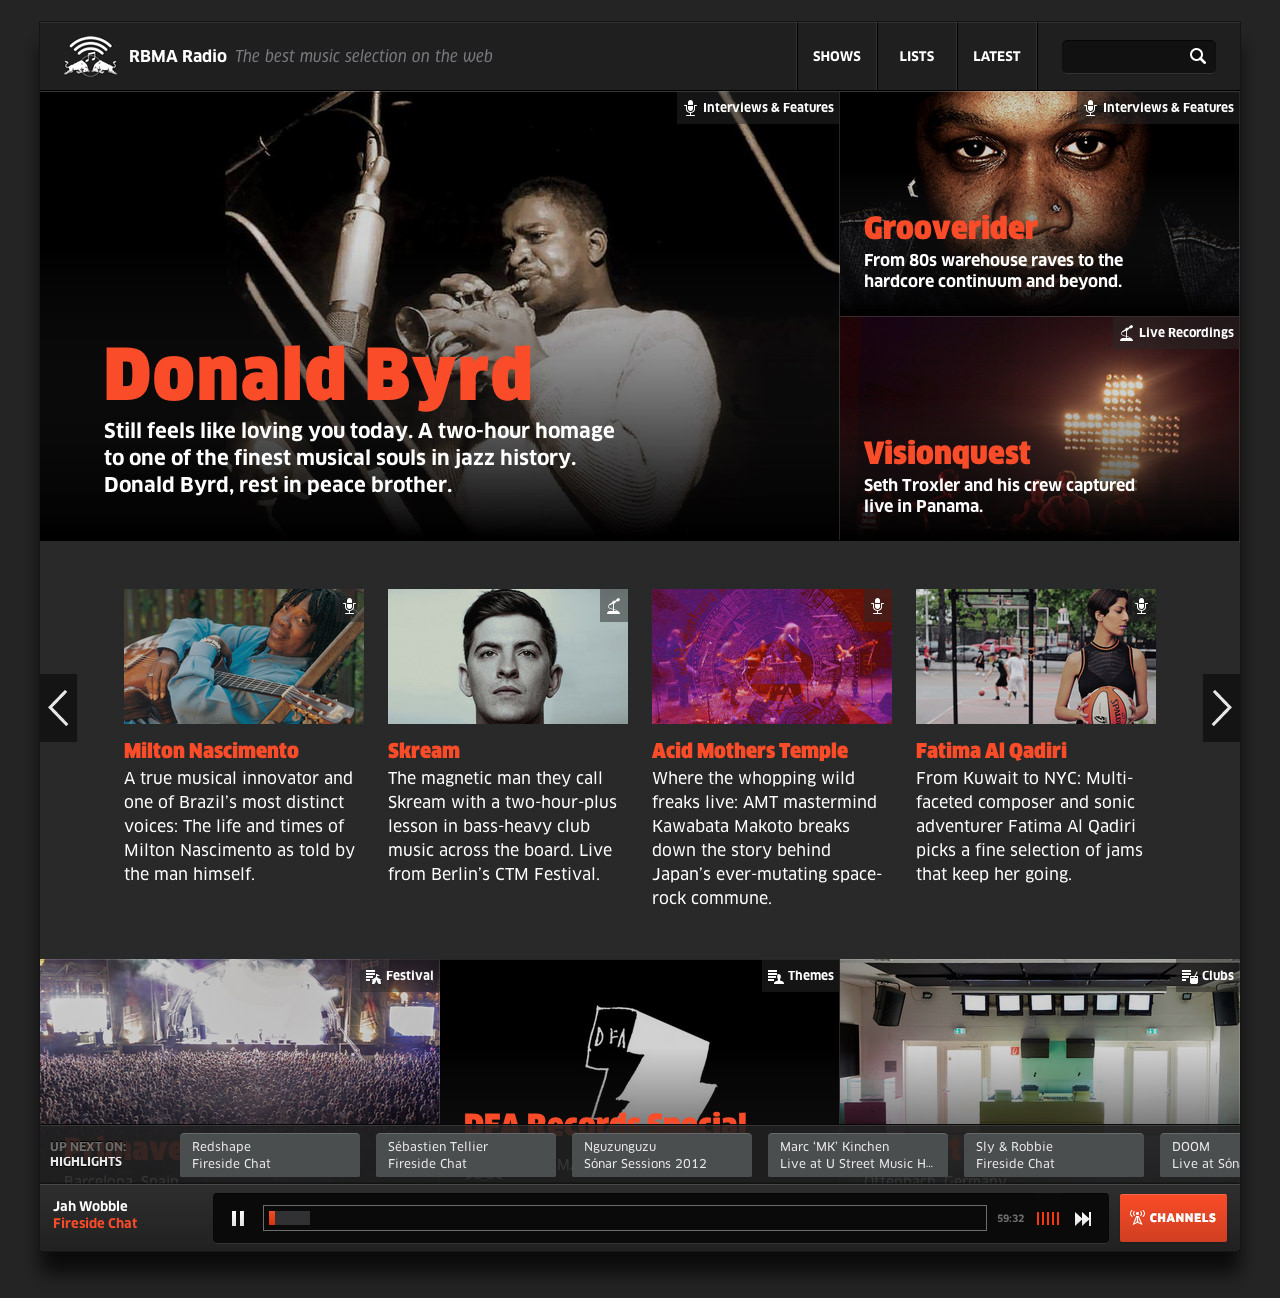 RBMA Radio The best music selection on the web
SHOWS
LISTS
LATEST
Interviews & Features
Donald Byrd
Still feels like loving you today. A two-hour homage
to one of the finest musical souls in jazz history.
Donald Byrd, rest in peace brother.
Interviews & Features
Grooverider
From 80s warehouse raves to the
hardcore continuum and beyond.
Live Recordings
Visionquest
Seth Troxler and his crew captured
live in Panama.
Milton Nascimento
A true musical innovator and
one of Brazil's most distinct
voices: The life and times of
Milton Nascimento as told by
the man himself.
Skream
The magnetic man they call
Skream with a two-hour-plus
lesson in bass-heavy club
music across the board. Live
from Berlin's CTM Festival.
Acid Mothers Temple
Where the whopping wild
freaks live: AMT mastermind
Kawabata Makoto breaks
down the story behind
Japan's ever-mutating space-
rock commune.
Fatima Al Qadiri
From Kuwait to NYC: Multi-
faceted composer and sonic
adventurer Fatima Al Qadiri
picks a fine selection of jams
that keep her going.
Festival
Barcelona, Spain
Themes
DFA
DFA Records Special
Clubs
Offenbach, Germany
UP NEXT ON:
HIGHLIGHTS
Redshape
Fireside Chat
Sébastien Tellier
Fireside Chat
Nguzunguzu
Sónar Sessions 2012
Marc 'MK' Kinchen
Live at U Street Music H...
Sly & Robbie
Fireside Chat
DOOM
Live at Són
Jah Wobble
Fireside Chat
59:32
CHANNELS